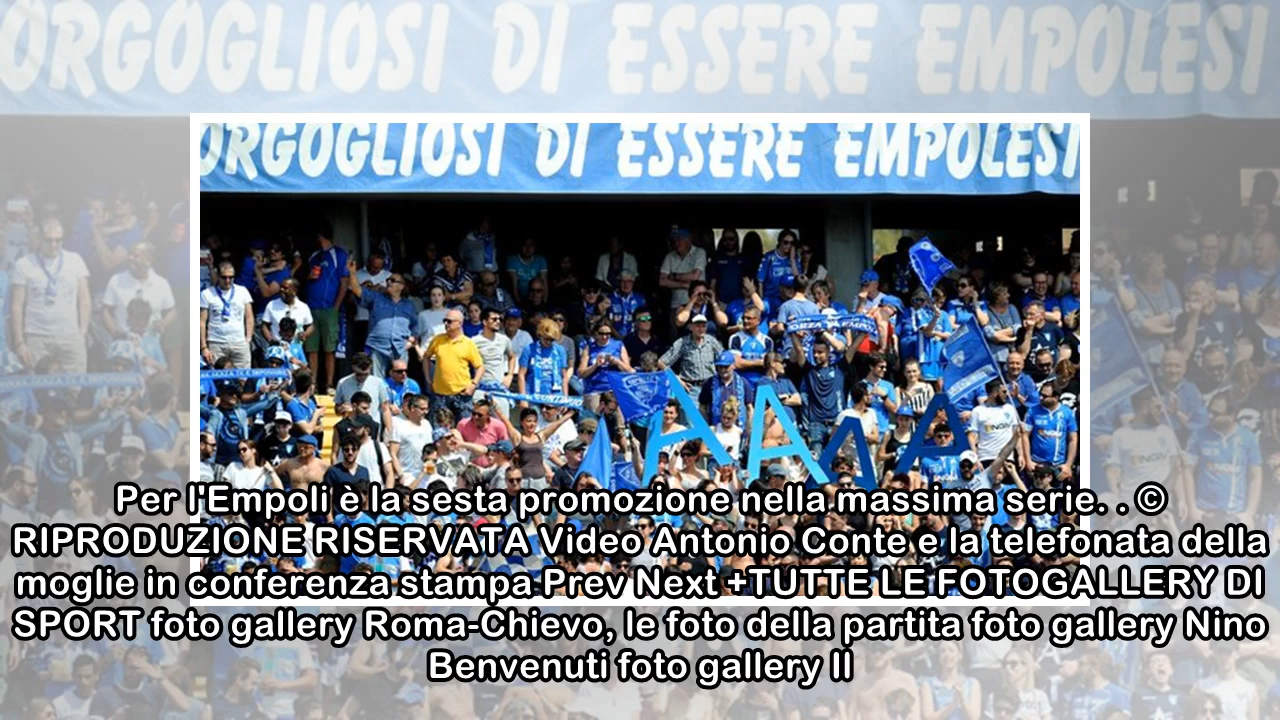 ORGOGLIOSI DI ESSERE EMPOLESI
ORGOGLIOSI DI ESSERE EMPOLESI
FORZA EMPOLI
A A A A
Per l'Empoli è la sesta promozione nella massima serie. . ©
RIPRODUZIONE RISERVATA Video Antonio Conte e la telefonata della
moglie in conferenza stampa Prev Next +TUTTE LE FOTOGALLERY DI
SPORT foto gallery Roma-Chievo, le foto della partita foto gallery Nino
Benvenuti foto gallery Il